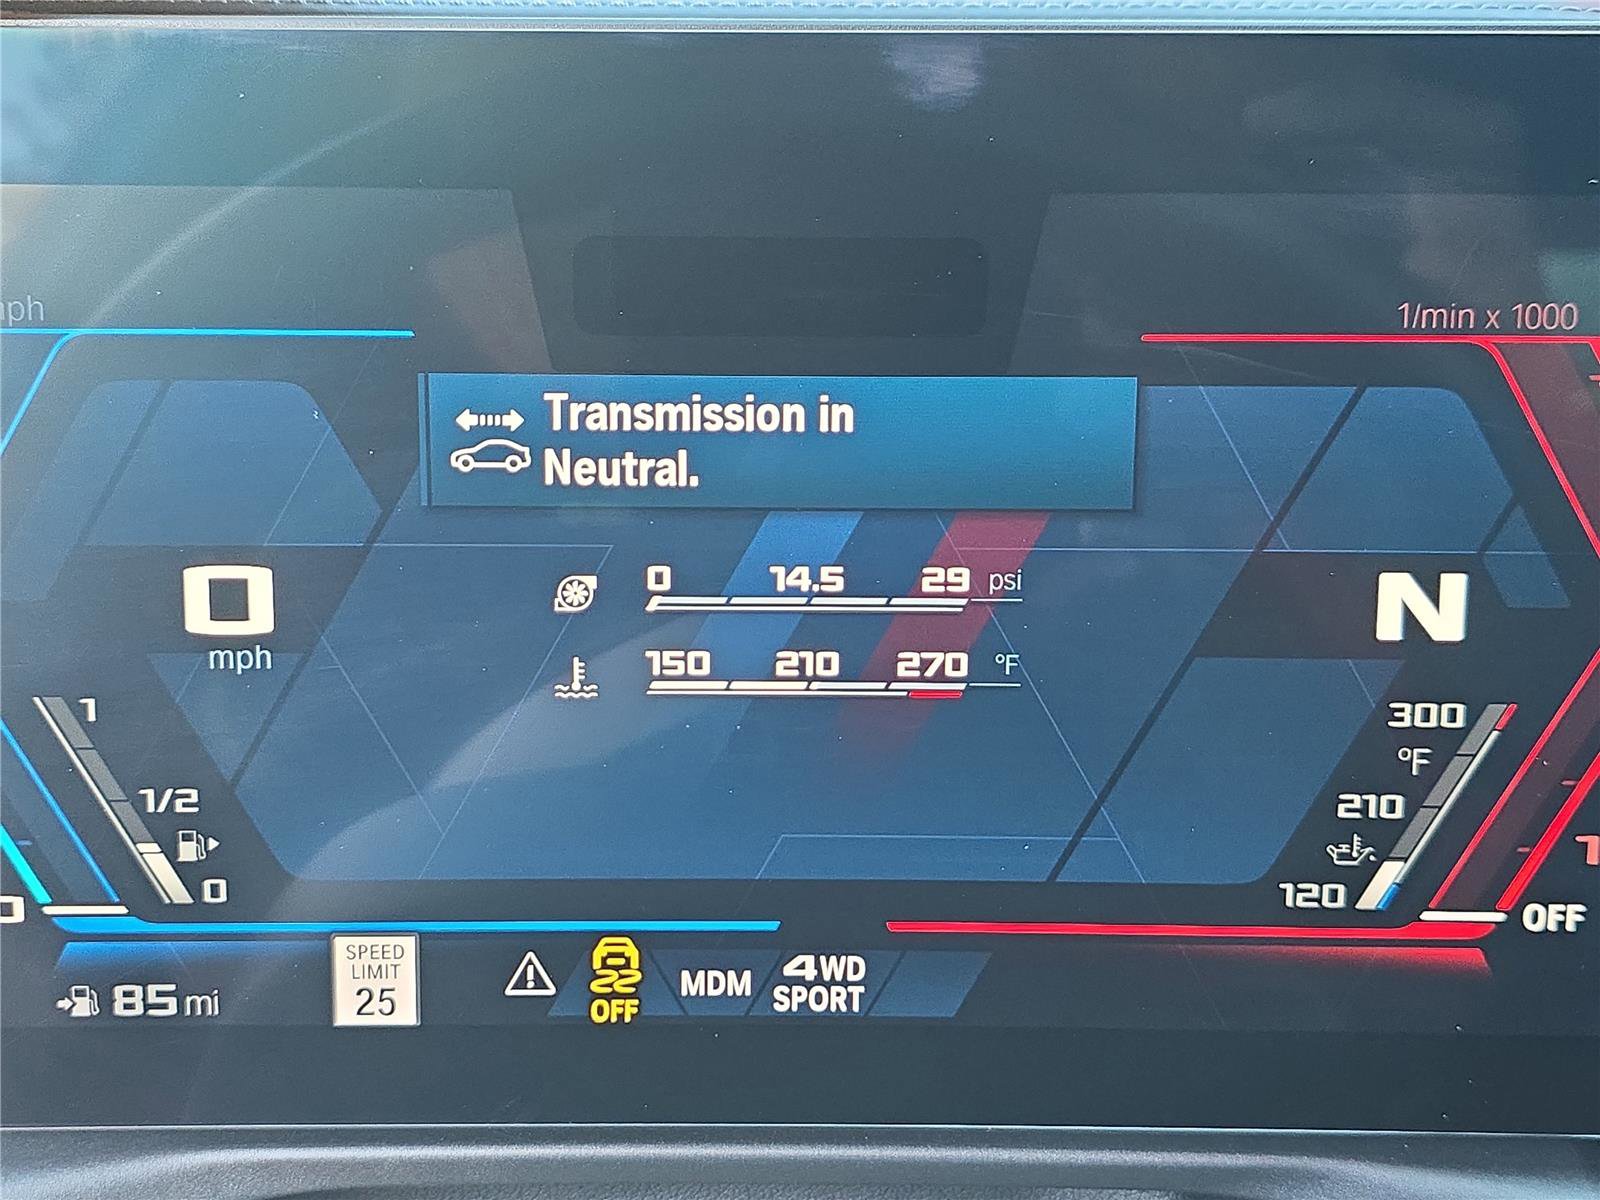 mph
1/min x 1000
Transmission in
Neutral.
0 14.5 29 psi
0
mph
N
150 210 270 °F
1
1/2
0
300
°F
210
120
OFF
1
85 mi
SPEED
LIMIT
25
OFF
MDM
4WD
SPORT